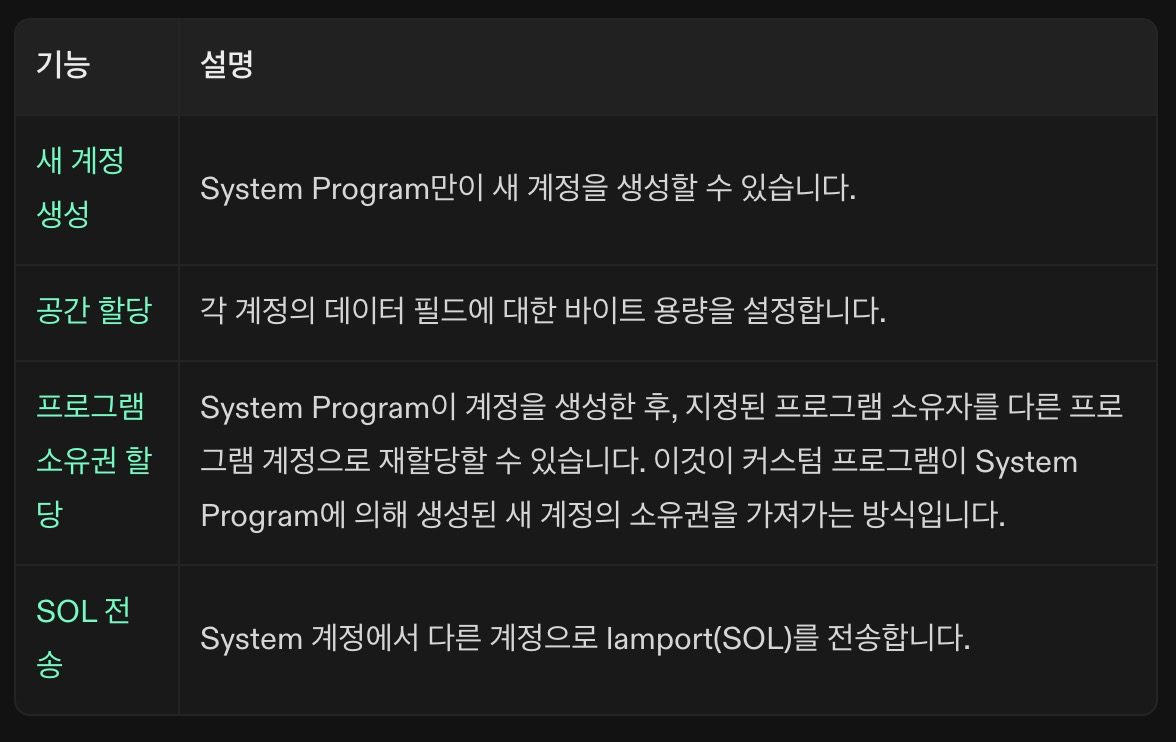 기능
설명
새 계정
생성
System Program만이 새 계정을 생성할 수 있습니다.
공간 할당
각 계정의 데이터 필드에 대한 바이트 용량을 설정합니다.
프로그램
소유권 할
당
System Program이 계정을 생성한 후, 지정된 프로그램 소유자를 다른 프로
그램 계정으로 재할당할 수 있습니다. 이것이 커스텀 프로그램이 System
Program에 의해 생성된 새 계정의 소유권을 가져가는 방식입니다.
SOL 전
송
System 계정에서 다른 계정으로 lamport(SOL)를 전송합니다.